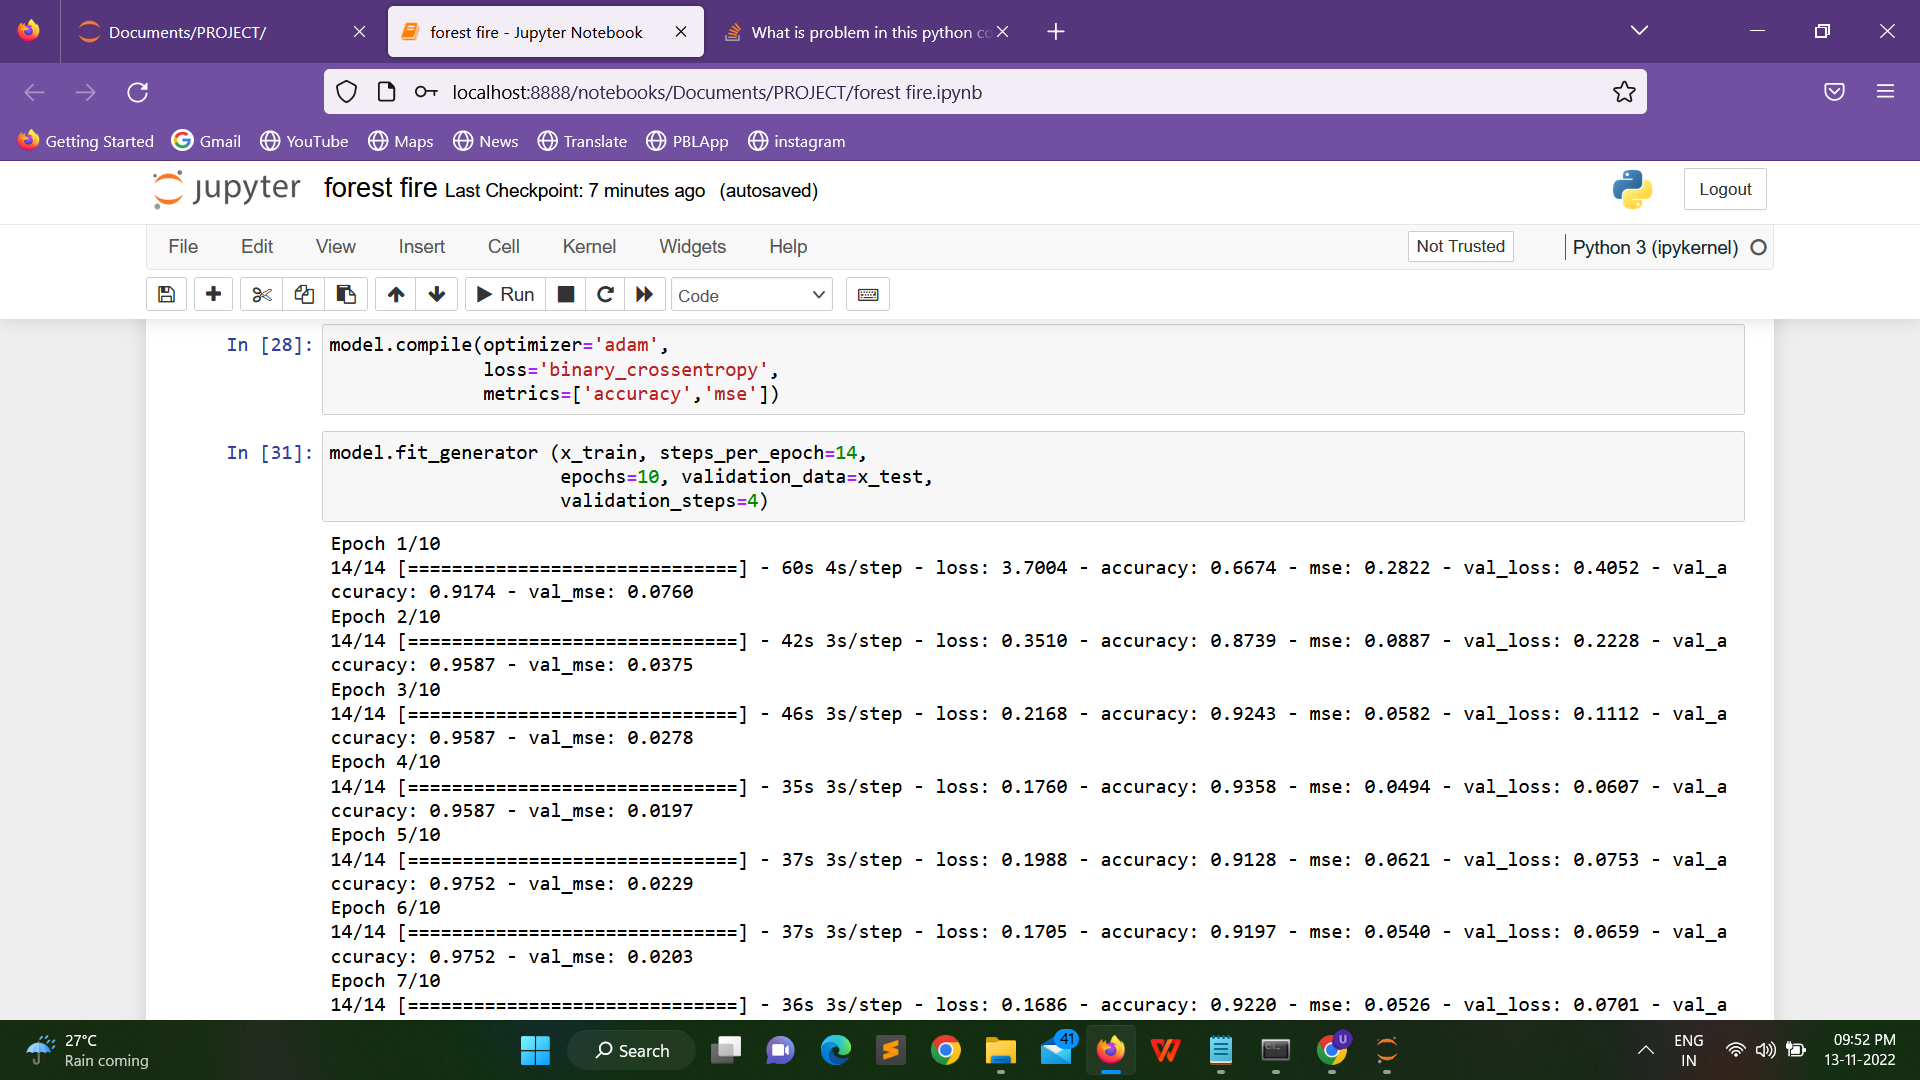 Documents/PROJECT/
forest fire - Jupyter Notebook
What is problem in this python co
localhost:8888/notebooks/Documents/PROJECT/forest fire.ipynb
Getting Started Gmail YouTube Maps News Translate PBLApp instagram
jupyter forest fire Last Checkpoint: 7 minutes ago (autosaved)
Logout
File Edit View Insert Cell Kernel Widgets Help
Not Trusted
Python 3 (ipykernel)
Run
Code
In [28]: model.compile(optimizer='adam',
loss='binary_crossentropy',
metrics=['accuracy','mse'])
In [31]: model.fit_generator (x_train, steps_per_epoch=14,
epochs=10, validation_data=x_test,
validation_steps=4)
Epoch 1/10
14/14 [==============================] - 60s 4s/step - loss: 3.7004 - accuracy: 0.6674 - mse: 0.2822 - val_loss: 0.4052 - val_a
ccuracy: 0.9174 - val_mse: 0.0760
Epoch 2/10
14/14 [==============================] - 42s 3s/step - loss: 0.3510 - accuracy: 0.8739 - mse: 0.0887 - val_loss: 0.2228 - val_a
ccuracy: 0.9587 - val_mse: 0.0375
Epoch 3/10
14/14 [==============================] - 46s 3s/step - loss: 0.2168 - accuracy: 0.9243 - mse: 0.0582 - val_loss: 0.1112 - val_a
ccuracy: 0.9587 - val_mse: 0.0278
Epoch 4/10
14/14 [==============================] - 35s 3s/step - loss: 0.1760 - accuracy: 0.9358 - mse: 0.0494 - val_loss: 0.0607 - val_a
ccuracy: 0.9587 - val_mse: 0.0197
Epoch 5/10
14/14 [==============================] - 37s 3s/step - loss: 0.1988 - accuracy: 0.9128 - mse: 0.0621 - val_loss: 0.0753 - val_a
ccuracy: 0.9752 - val_mse: 0.0229
Epoch 6/10
14/14 [==============================] - 37s 3s/step - loss: 0.1705 - accuracy: 0.9197 - mse: 0.0540 - val_loss: 0.0659 - val_a
ccuracy: 0.9752 - val_mse: 0.0203
Epoch 7/10
14/14 [==============================] - 36s 3s/step - loss: 0.1686 - accuracy: 0.9220 - mse: 0.0526 - val_loss: 0.0701 - val_a
27°C
Rain coming
Search
41
U
ENG
IN
09:52 PM
13-11-2022